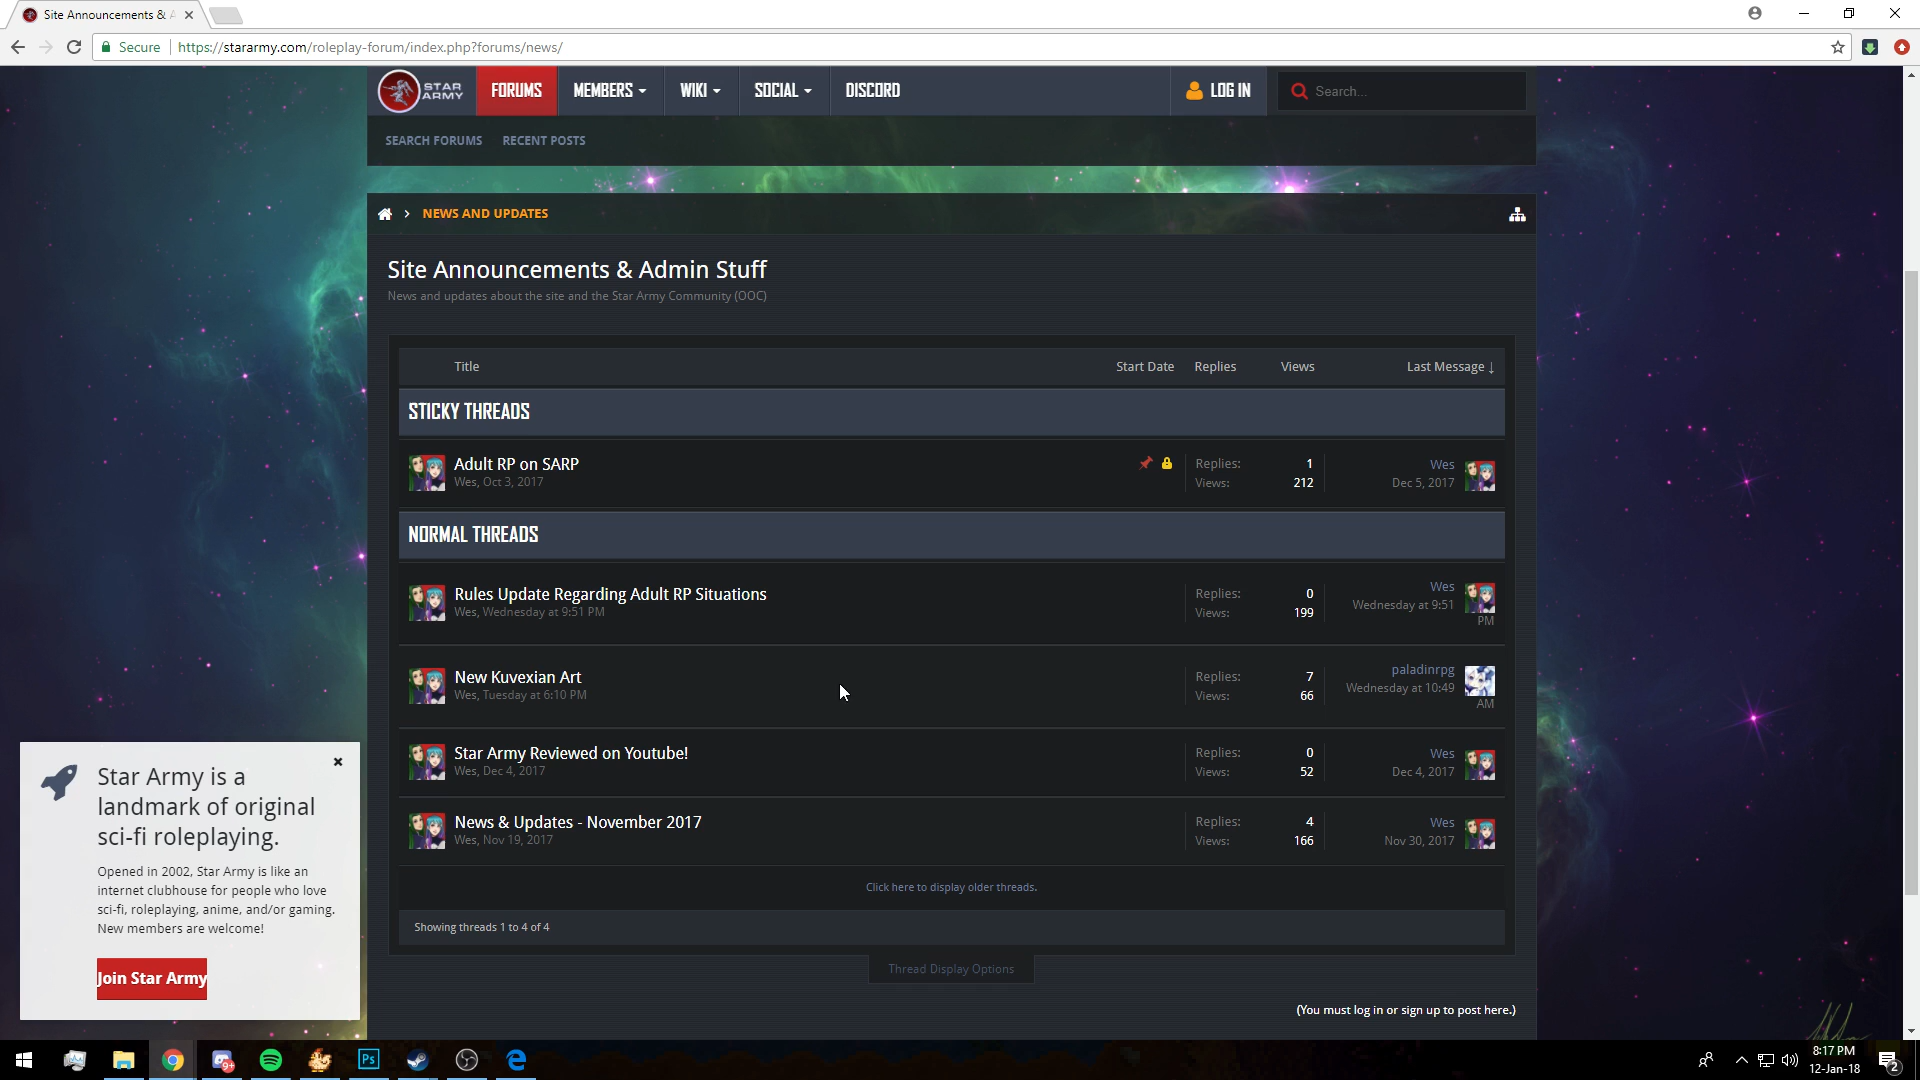 Site Announcements & A
Secure https://stararmy.com/roleplay-forum/index.php?forums/news/
STAR ARMY FORUMS MEMBERS WIKI SOCIAL DISCORD LOG IN Search...
SEARCH FORUMS RECENT POSTS
NEWS AND UPDATES
Site Announcements & Admin Stuff
News and updates about the site and the Star Army Community (OOC)
Title Start Date Replies Views Last Message ↓
STICKY THREADS
Adult RP on SARP Replies: 1 Wes
Wes, Oct 3, 2017 Views: 212 Dec 5, 2017
NORMAL THREADS
Rules Update Regarding Adult RP Situations Replies: 0 Wes
Wes, Wednesday at 9:51 PM Views: 199 Wednesday at 9:51
PM
New Kuvexian Art Replies: 7 paladinrpg
Wes, Tuesday at 6:10 PM Views: 66 Wednesday at 10:49
AM
Star Army Reviewed on Youtube! Replies: 0 Wes
Wes, Dec 4, 2017 Views: 52 Dec 4, 2017
News & Updates - November 2017 Replies: 4 Wes
Wes, Nov 19, 2017 Views: 166 Nov 30, 2017
Click here to display older threads.
Showing threads 1 to 4 of 4
Thread Display Options
(You must log in or sign up to post here.)
Star Army is a
landmark of original
sci-fi roleplaying.
Opened in 2002, Star Army is like an
internet clubhouse for people who love
sci-fi, roleplaying, anime, and/or gaming.
New members are welcome!
Join Star Army
9+
Ps
8:17 PM
12-Jan-18
2